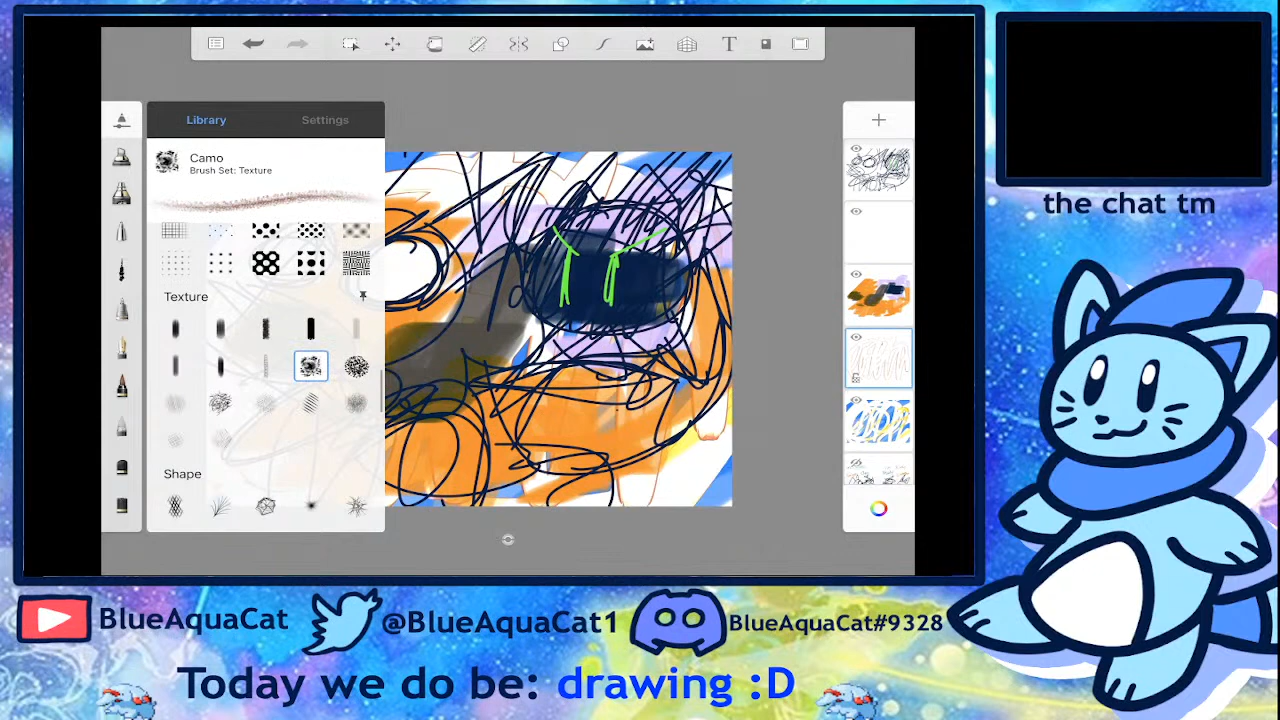 T
Library
Settings
Camo
Brush Set: Texture
Texture
Shape
the chat tm
BlueAquaCat
@BlueAquaCat1
BlueAquaCat#9328
Today we do be: drawing :D